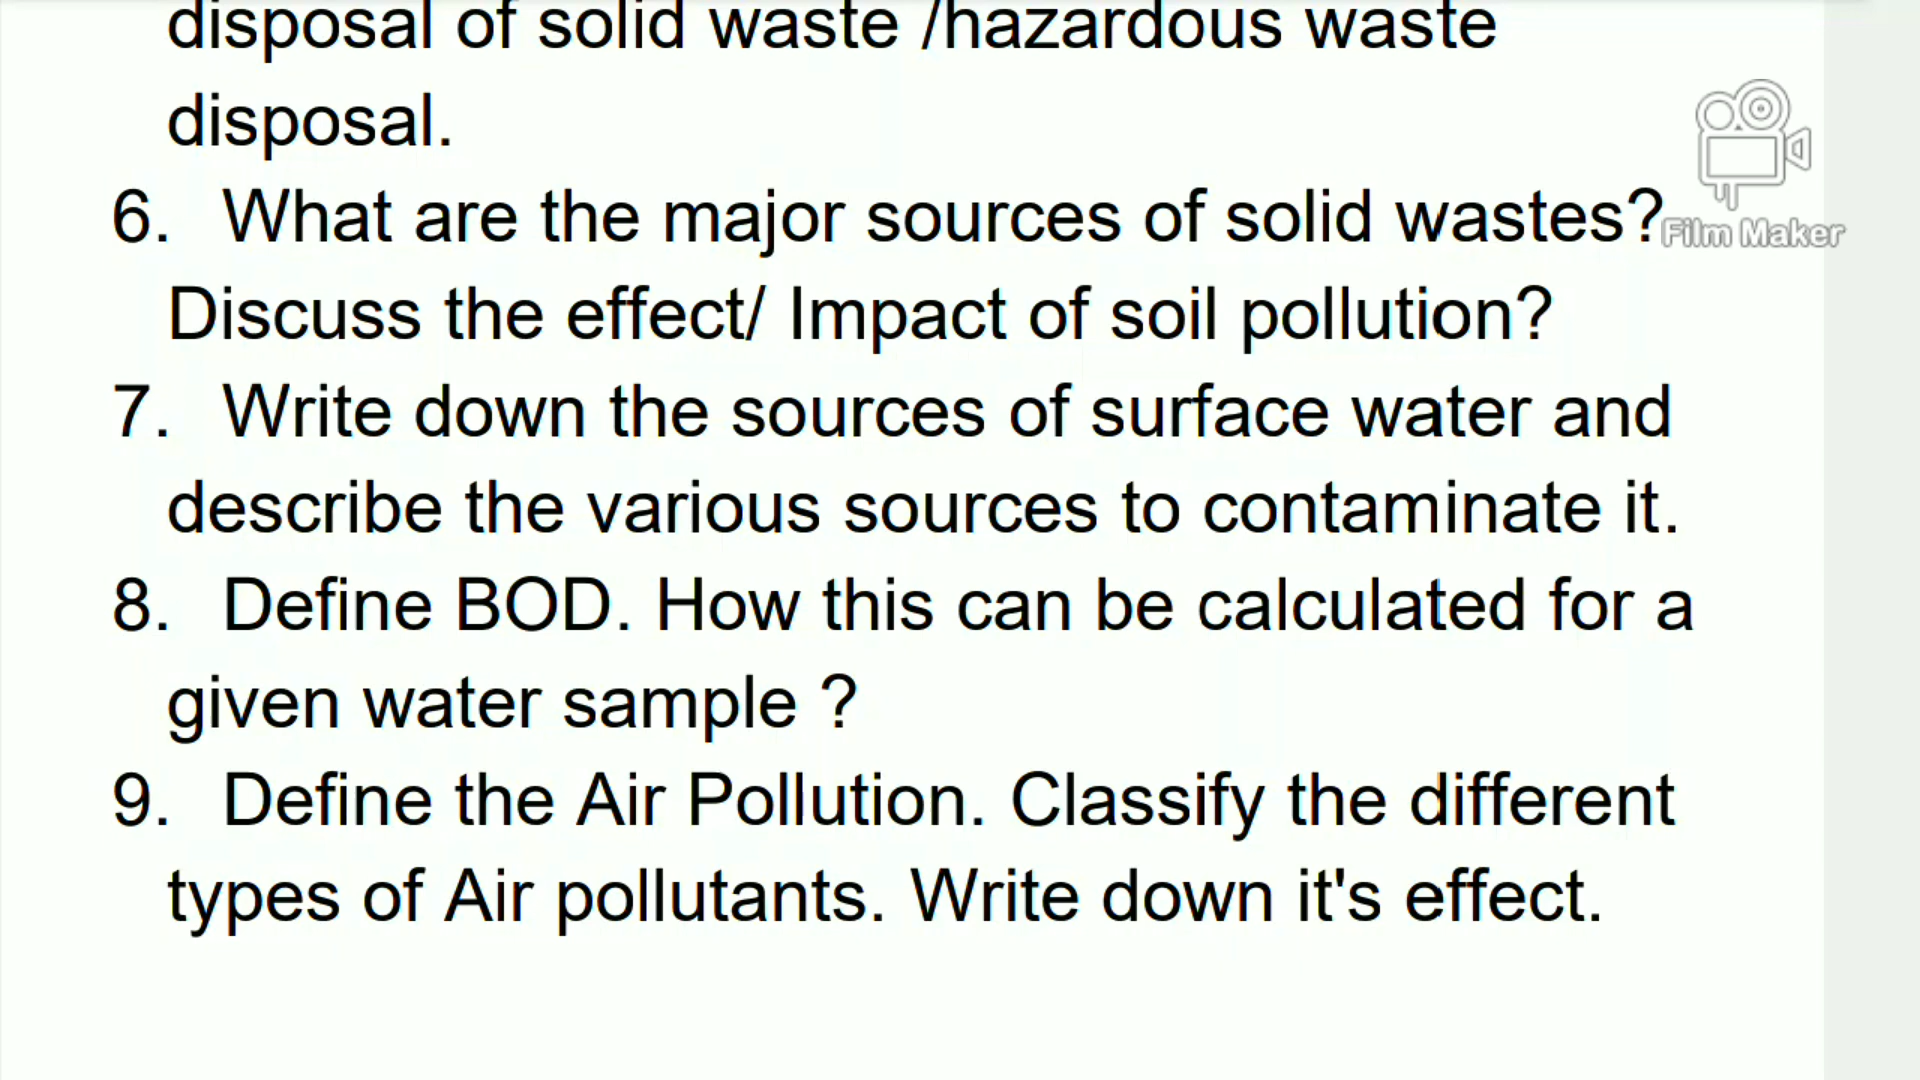 disposal of solid waste /hazardous waste
disposal.
6. What are the major sources of solid wastes?
Film Maker
Discuss the effect/ Impact of soil pollution?
7. Write down the sources of surface water and
describe the various sources to contaminate it.
8. Define BOD. How this can be calculated for a
given water sample ?
9. Define the Air Pollution. Classify the different
types of Air pollutants. Write down it's effect.